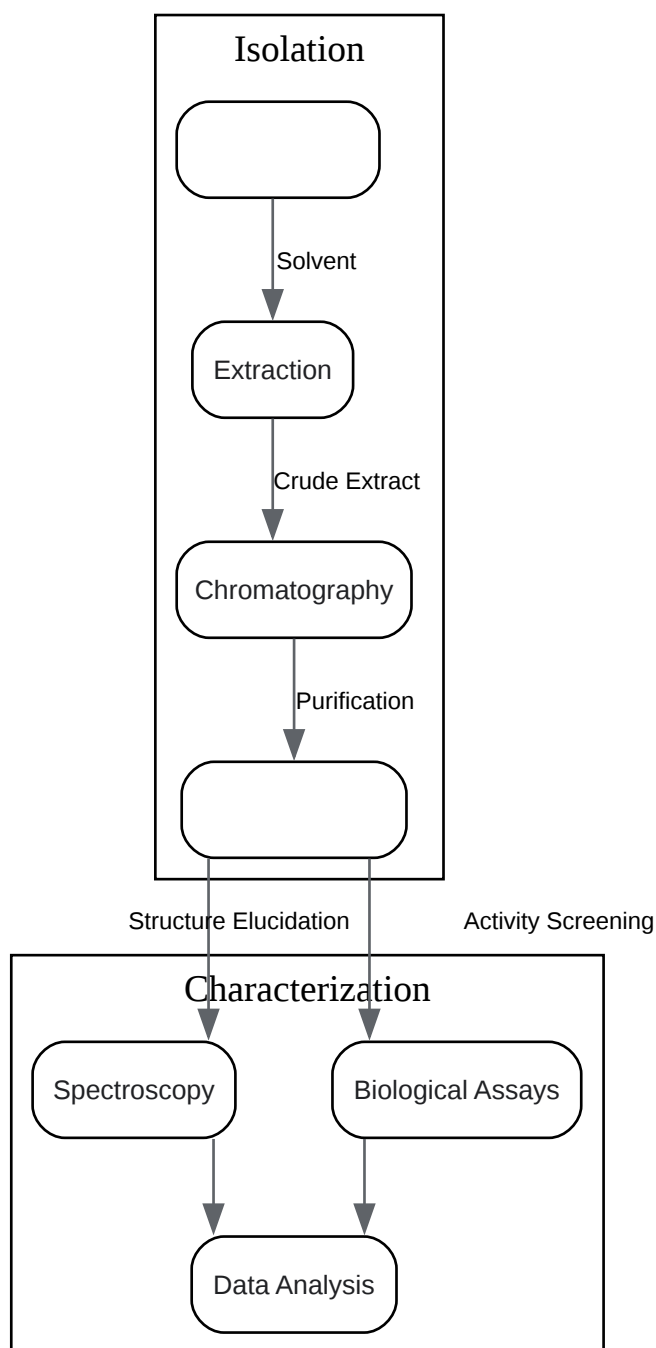 Isolation
Solvent
Extraction
Crude Extract
Chromatography
Purification
Structure Elucidation
Activity Screening
Characterization
Spectroscopy
Biological Assays
Data Analysis